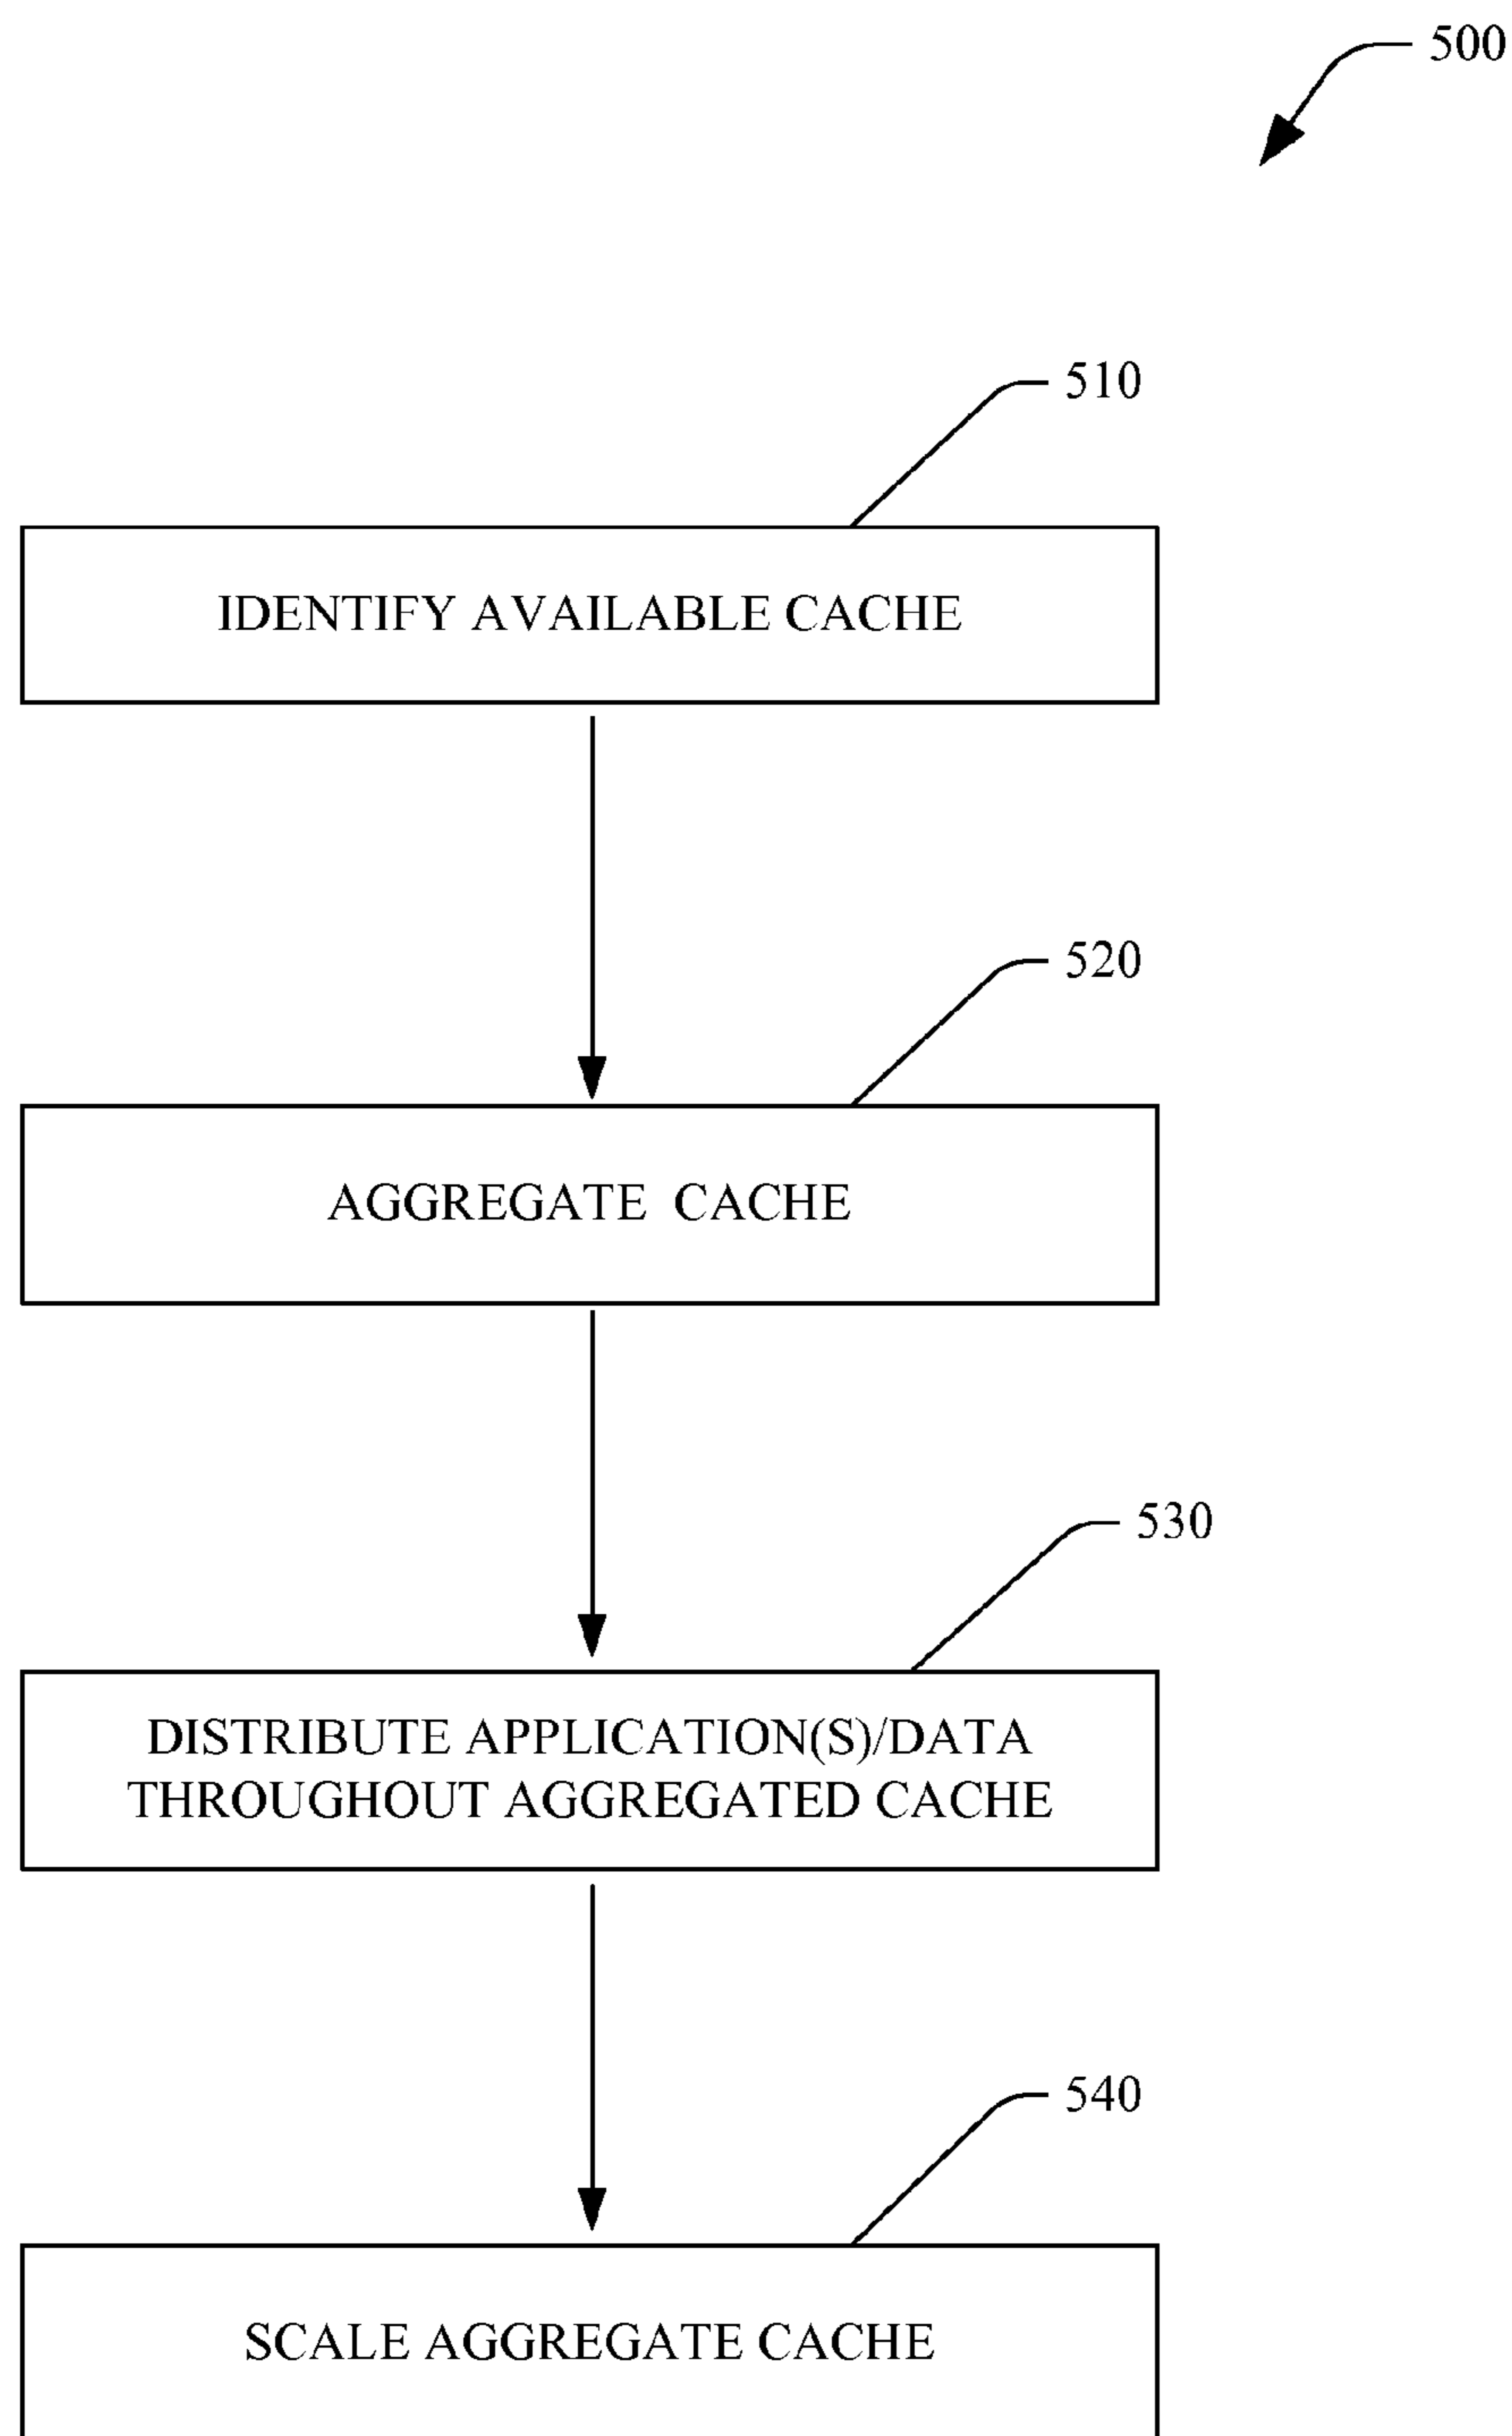 500
510
IDENTIFY AVAILABLE CACHE
520
AGGREGATE CACHE
530
DISTRIBUTE APPLICATION(S)/DATA
THROUGHOUT AGGREGATED CACHE
540
SCALE AGGREGATE CACHE